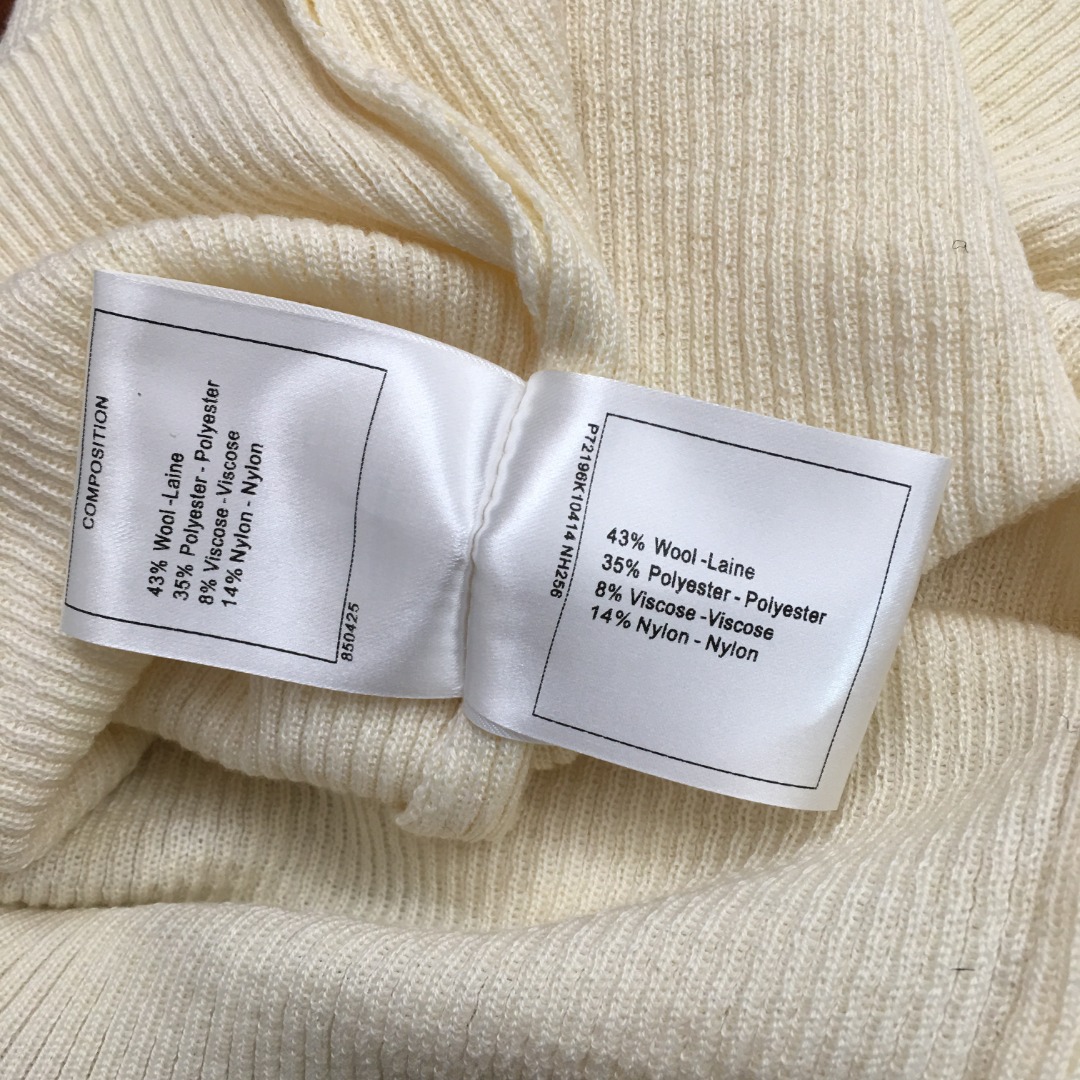 COMPOSITION
43% Wool -Laine
35% Polyester - Polyester
8% Viscose -Viscose
14% Nylon - Nylon
850425
P72196K10414 NH256
43% Wool -Laine
35% Polyester - Polyester
8% Viscose -Viscose
14% Nylon - Nylon